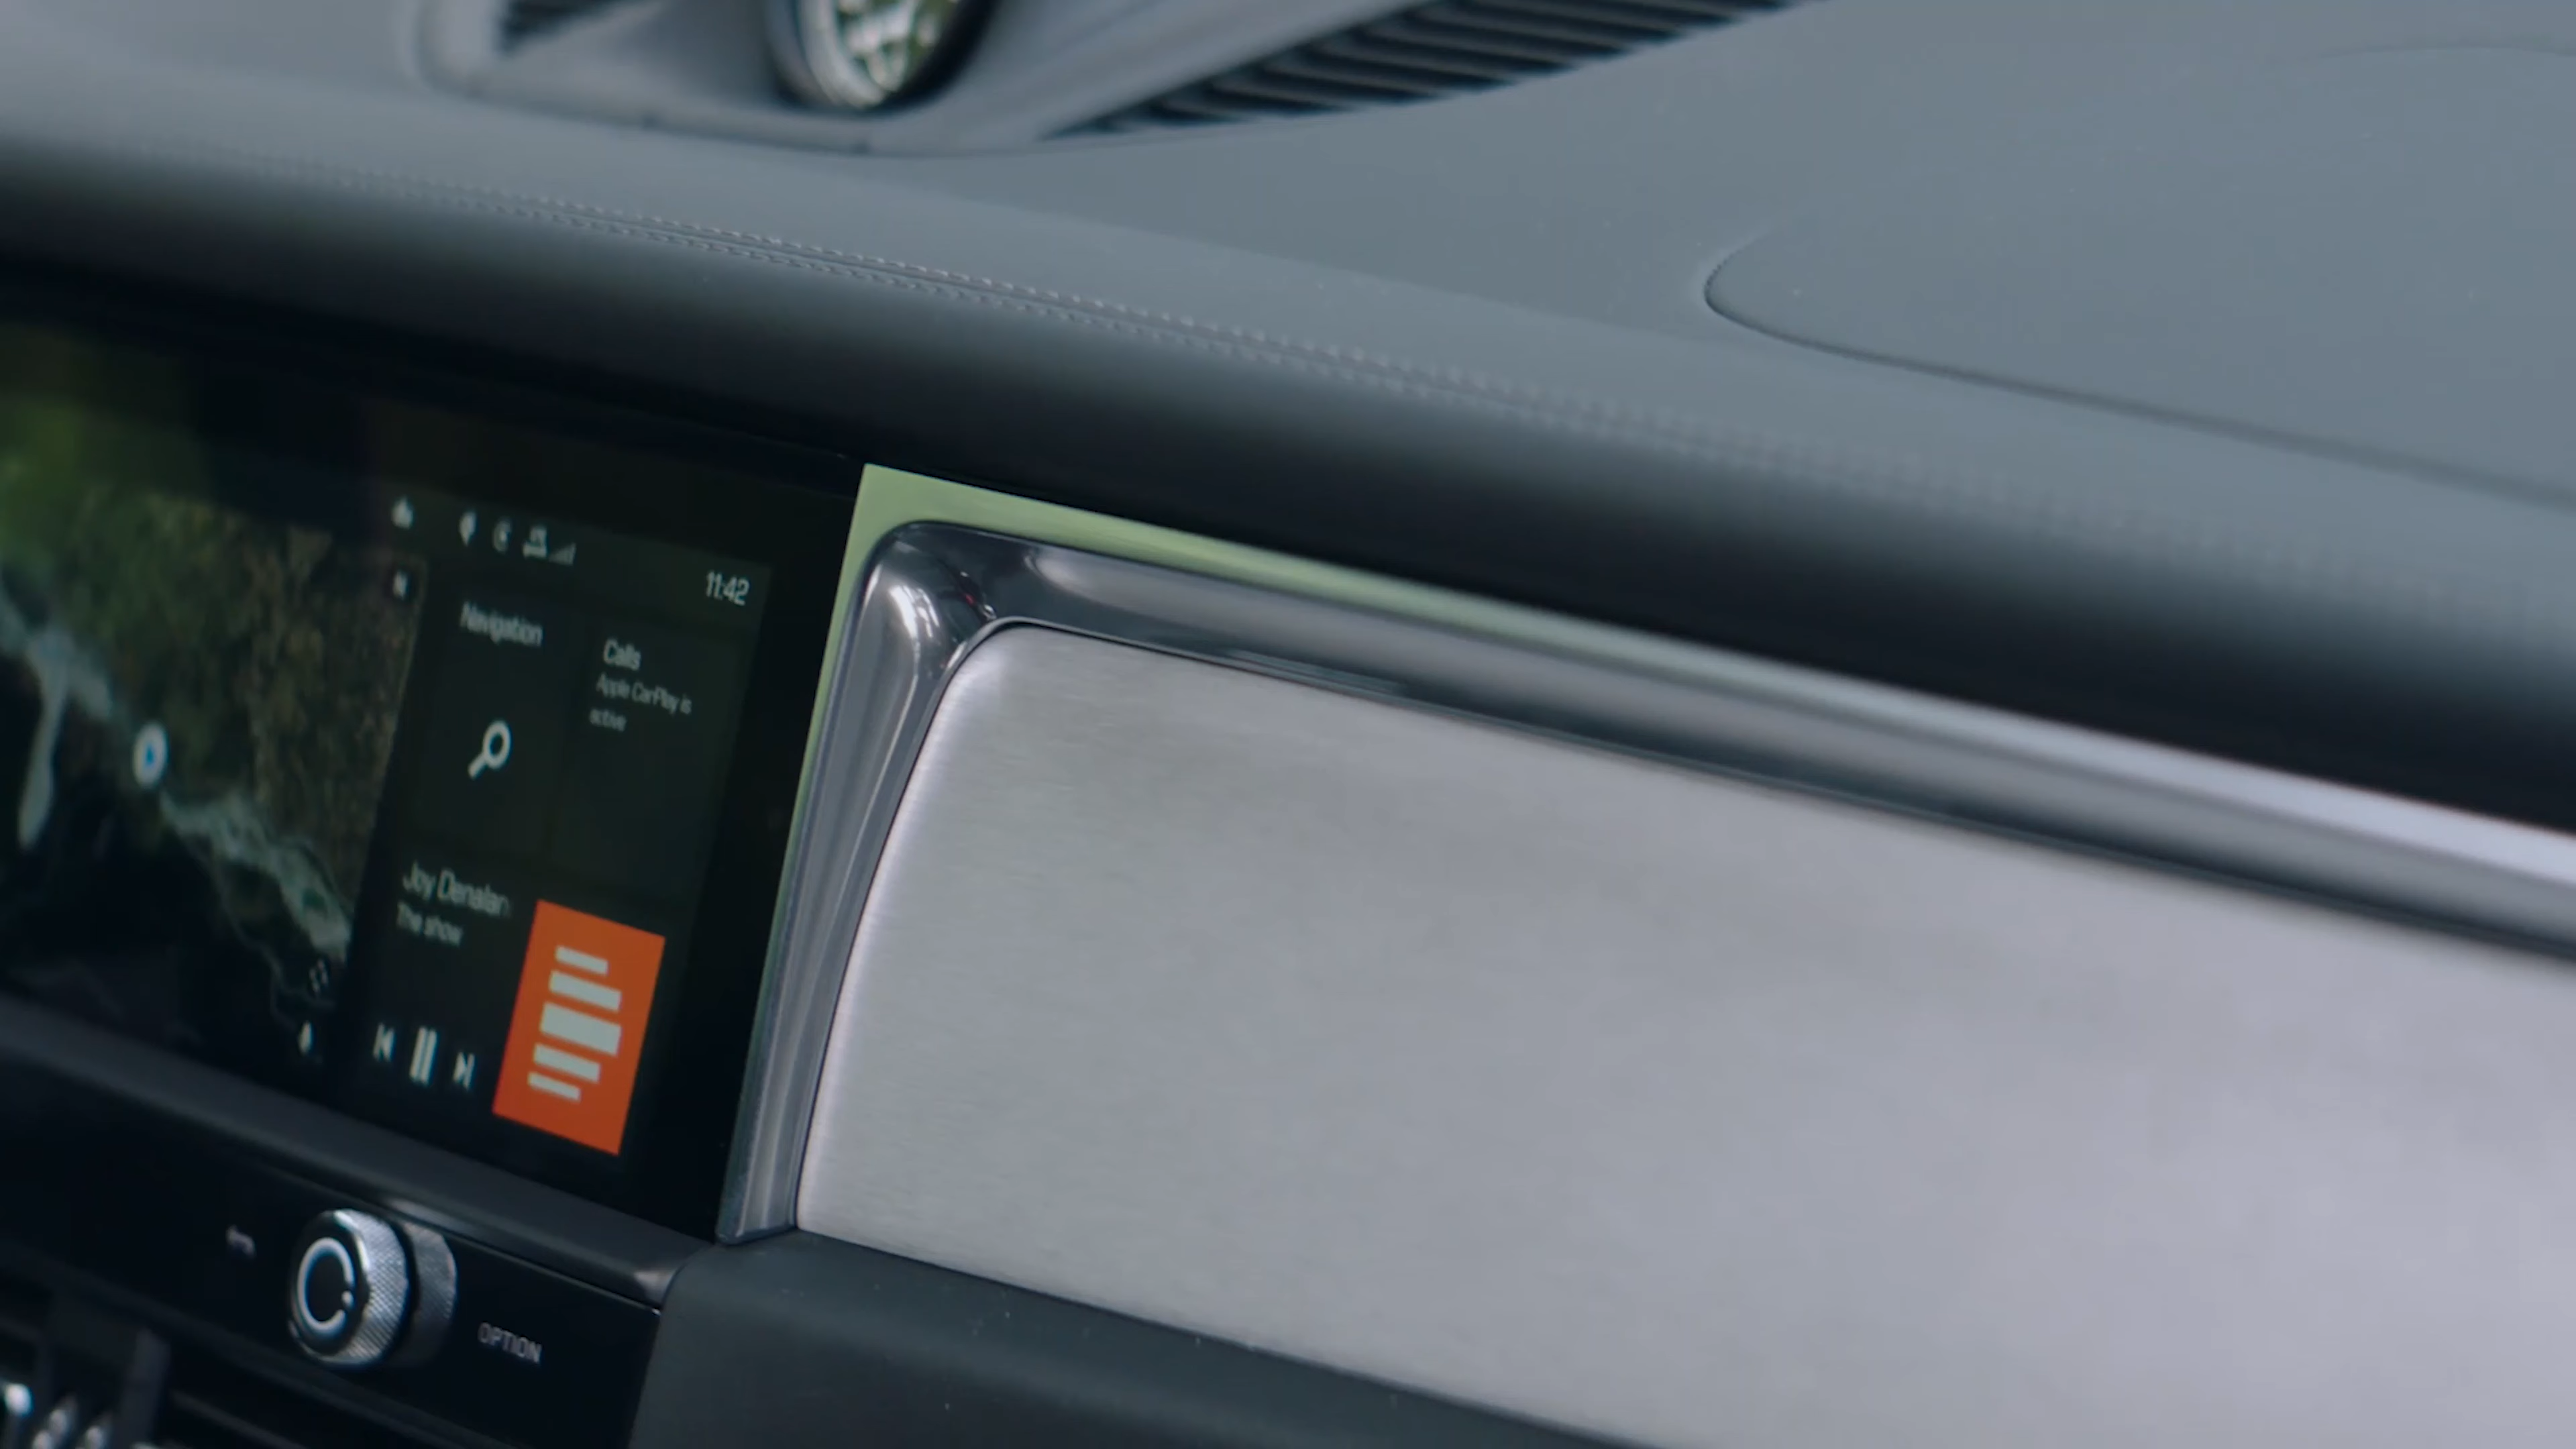 11:42
Navigation
Calls
Apple CarPlay is
active
Joy Denalan
The show
OPTION